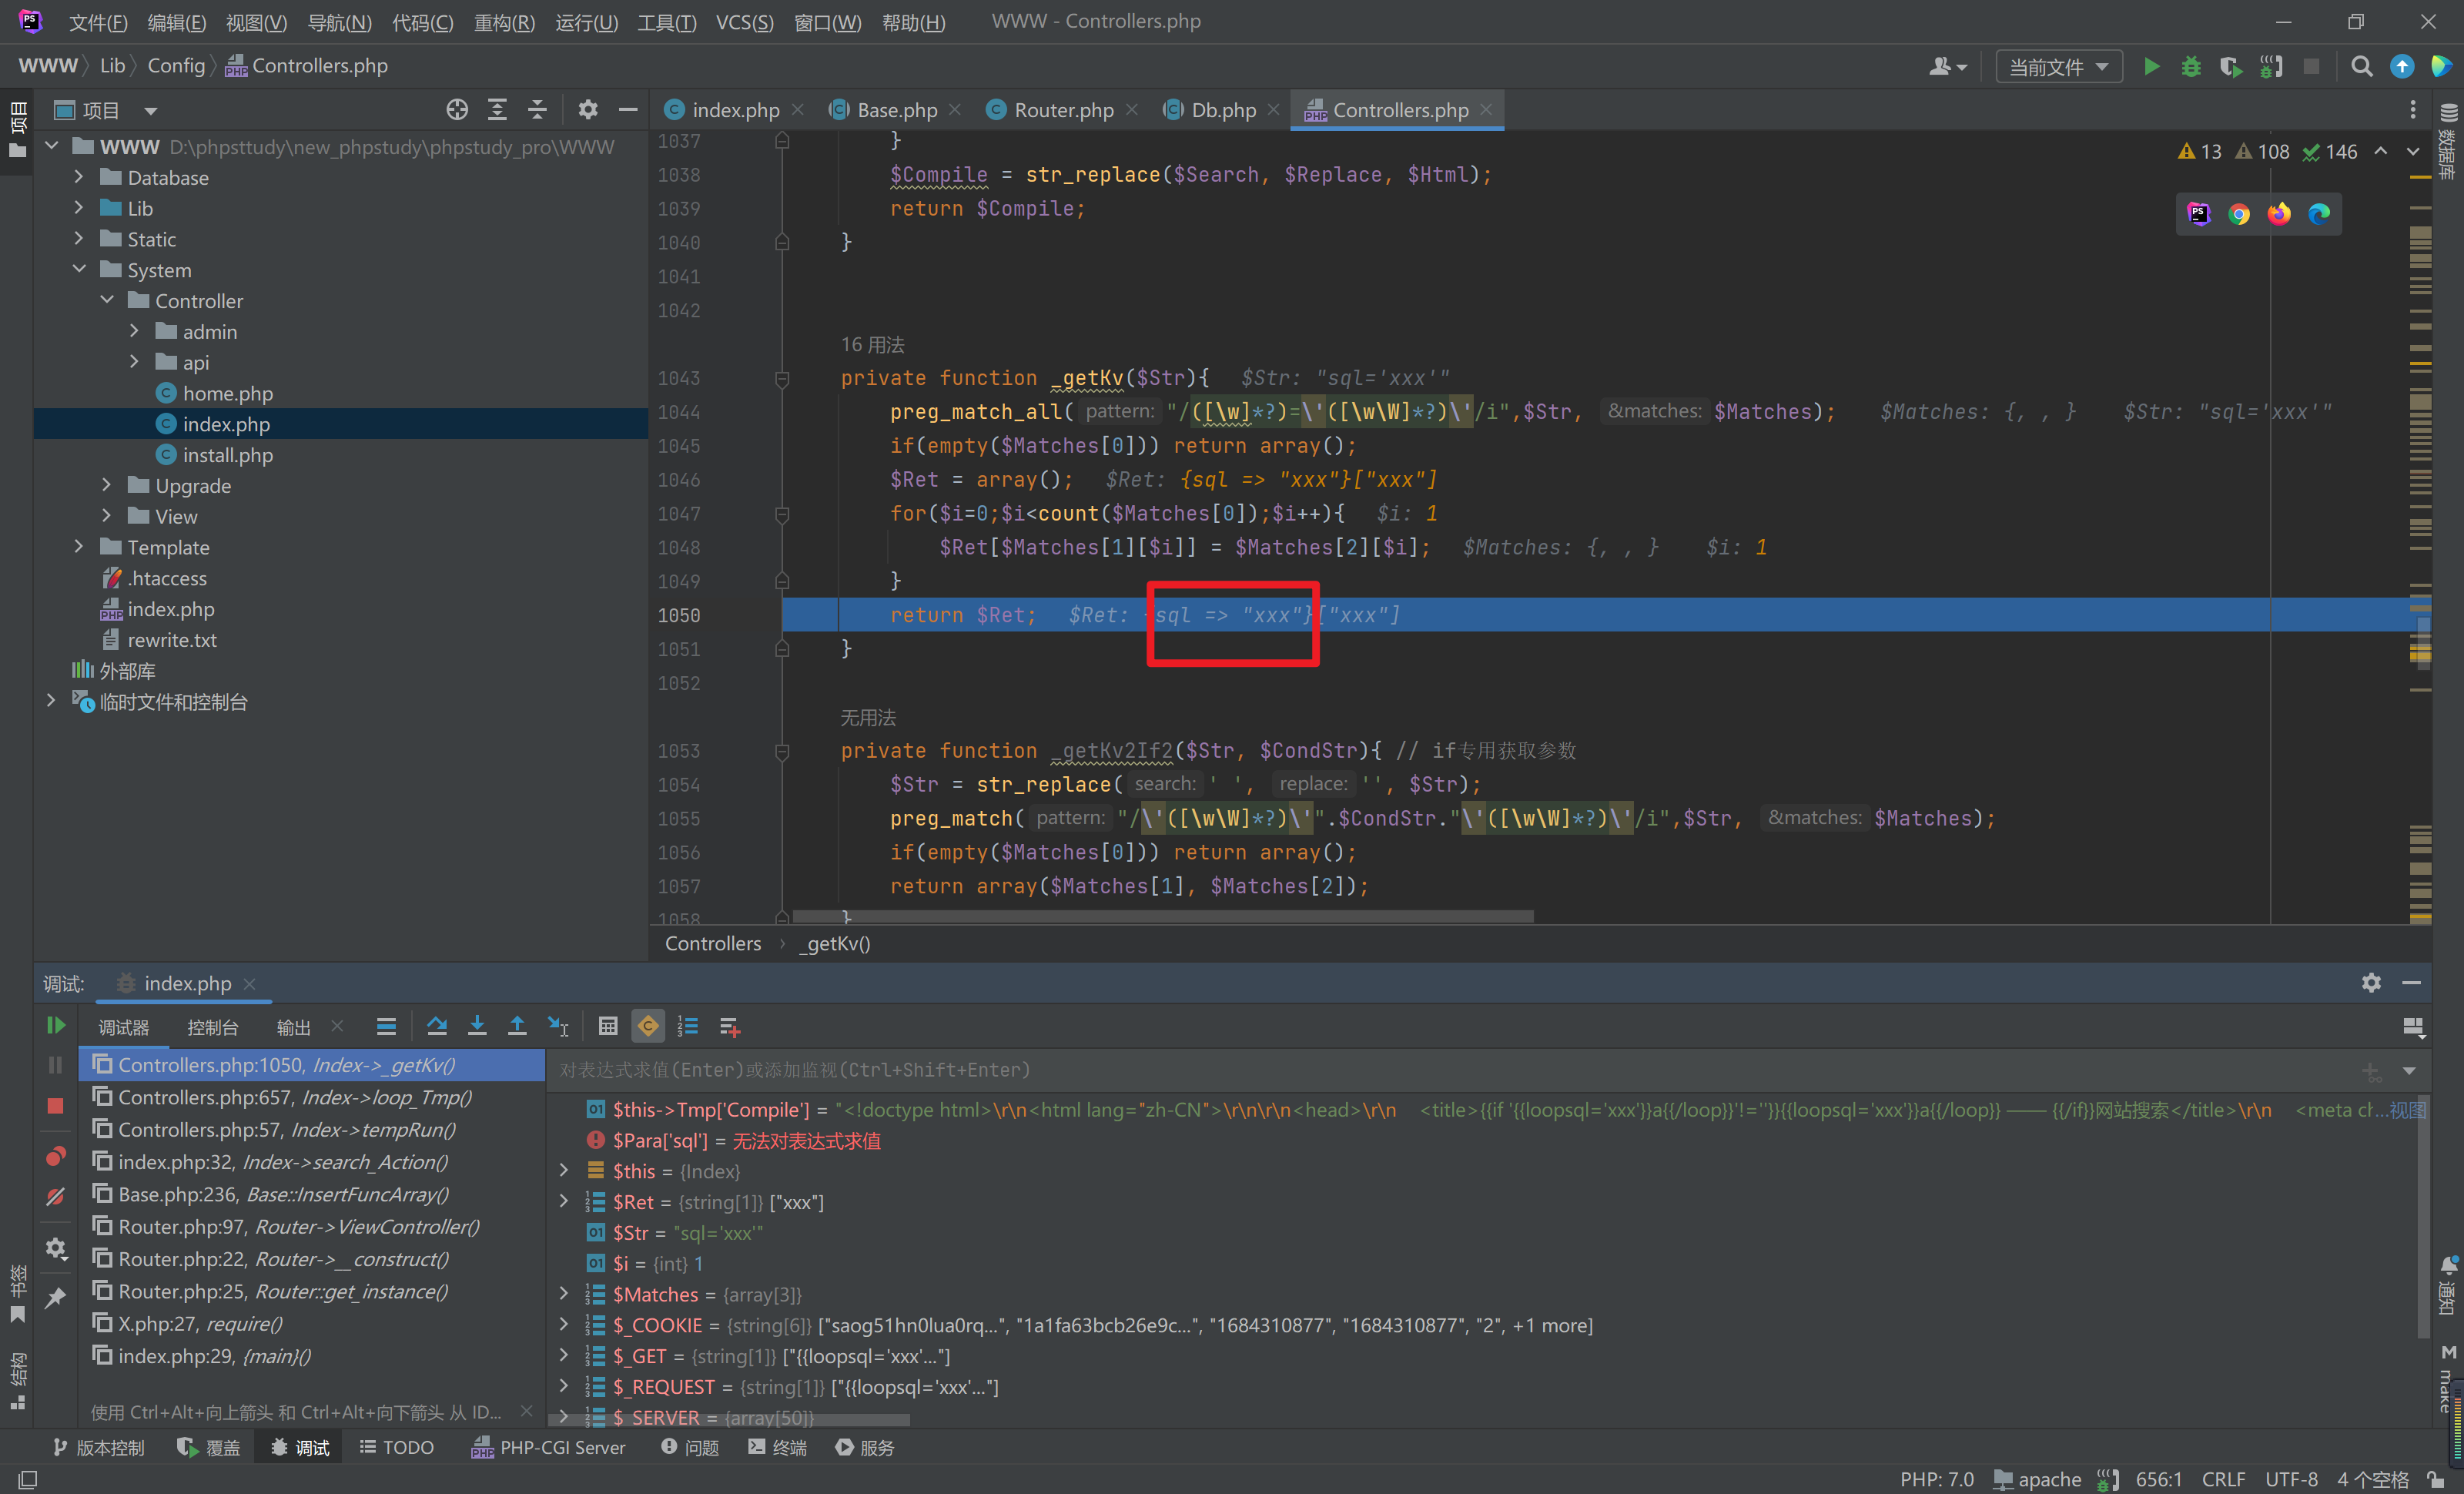 文件(F) 编辑(E) 视图(V) 导航(N) 代码(C) 重构(R) 运行(U) 工具(T) VCS(S) 窗口(W) 帮助(H) WWW - Controllers.php
WWW Lib Config Controllers.php 当前文件
项目 index.php Base.php Router.php Db.php Controllers.php
WWW D:\phpsttudy\new_phpstudy\phpstudy_pro\WWW
Database
Lib
Static
System
Controller
admin
api
home.php
index.php
install.php
Upgrade
View
Template
.htaccess
index.php
rewrite.txt
外部库
临时文件和控制台
13 108 146
1037 }
1038 $Compile = str_replace($Search, $Replace, $Html);
1039 return $Compile;
1040 }
1041
1042
16 用法
1043 private function _getKv($Str){ $Str: "sql='xxx'"
1044 preg_match_all( pattern: "/([\w]*?)=\'([\w\W]*?)\'/i",$Str, &matches: $Matches); $Matches: {, , } $Str: "sql='xxx'"
1045 if(empty($Matches[0])) return array();
1046 $Ret = array(); $Ret: {sql => "xxx"}["xxx"]
1047 for($i=0;$i<count($Matches[0]);$i++){ $i: 1
1048 $Ret[$Matches[1][$i]] = $Matches[2][$i]; $Matches: {, , } $i: 1
1049 }
1050 return $Ret; $Ret: {sql => "xxx"}["xxx"]
1051 }
1052
无用法
1053 private function _getKv2If2($Str, $CondStr){ // if专用获取参数
1054 $Str = str_replace( search: ' ', replace: '', $Str);
1055 preg_match( pattern: "/\'([\w\W]*?)\'".$CondStr."\'([\w\W]*?)\'/i",$Str, &matches: $Matches);
1056 if(empty($Matches[0])) return array();
1057 return array($Matches[1], $Matches[2]);
1058 }
Controllers _getKv()
调试: index.php
调试器 控制台 输出
Controllers.php:1050, Index->_getKv()
Controllers.php:657, Index->loop_Tmp()
Controllers.php:57, Index->tempRun()
index.php:32, Index->search_Action()
Base.php:236, Base::InsertFuncArray()
Router.php:97, Router->ViewController()
Router.php:22, Router->__construct()
Router.php:25, Router::get_instance()
X.php:27, require()
index.php:29, {main}()
使用 Ctrl+Alt+向上箭头 和 Ctrl+Alt+向下箭头 从 ID...
对表达式求值(Enter)或添加监视(Ctrl+Shift+Enter)
$this->Tmp['Compile'] = "<!doctype html>\r\n<html lang="zh-CN">\r\n\r\n<head>\r\n <title>{{if '{{loopsql='xxx'}}a{{/loop}}'!=''}}{{loopsql='xxx'}}a{{/loop}} —— {{/if}}网站搜索</title>\r\n <meta ch...视图
$Para['sql'] = 无法对表达式求值
$this = {Index}
$Ret = {string[1]} ["xxx"]
$Str = "sql='xxx'"
$i = {int} 1
$Matches = {array[3]}
$_COOKIE = {string[6]} ["saog51hn0lua0rq...", "1a1fa63bcb26e9c...", "1684310877", "1684310877", "2", +1 more]
$_GET = {string[1]} ["{{loopsql='xxx'..."]
$_REQUEST = {string[1]} ["{{loopsql='xxx'..."]
$_SERVER = {array[50]}
版本控制 覆盖 调试 TODO PHP-CGI Server 问题 终端 服务
PHP: 7.0 apache 656:1 CRLF UTF-8 4 个空格
项目
书签
结构
数据库
通知
make